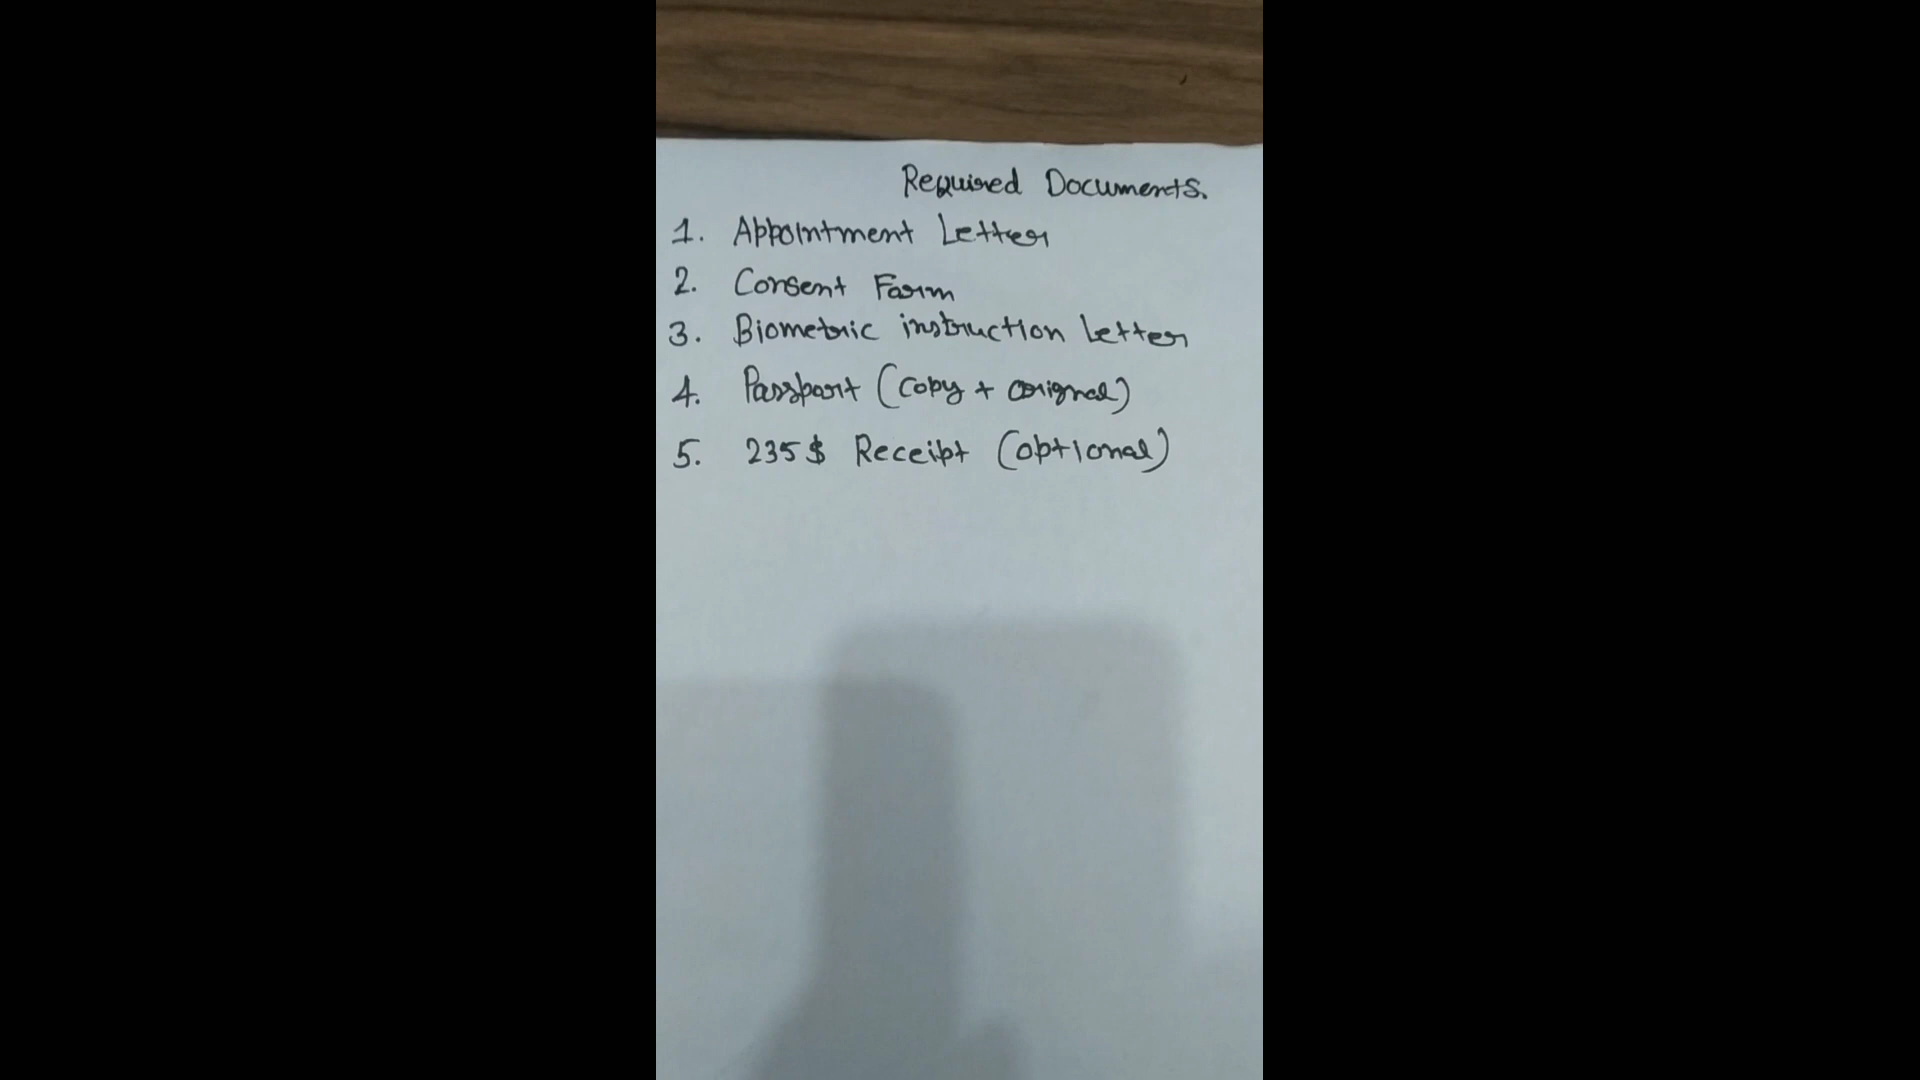 Required Documents.
1. Appointment Letter
2. Consent Form
3. Biometric instruction Letter
4. Passport (copy + orignal)
5. 235$ Receipt (optional)